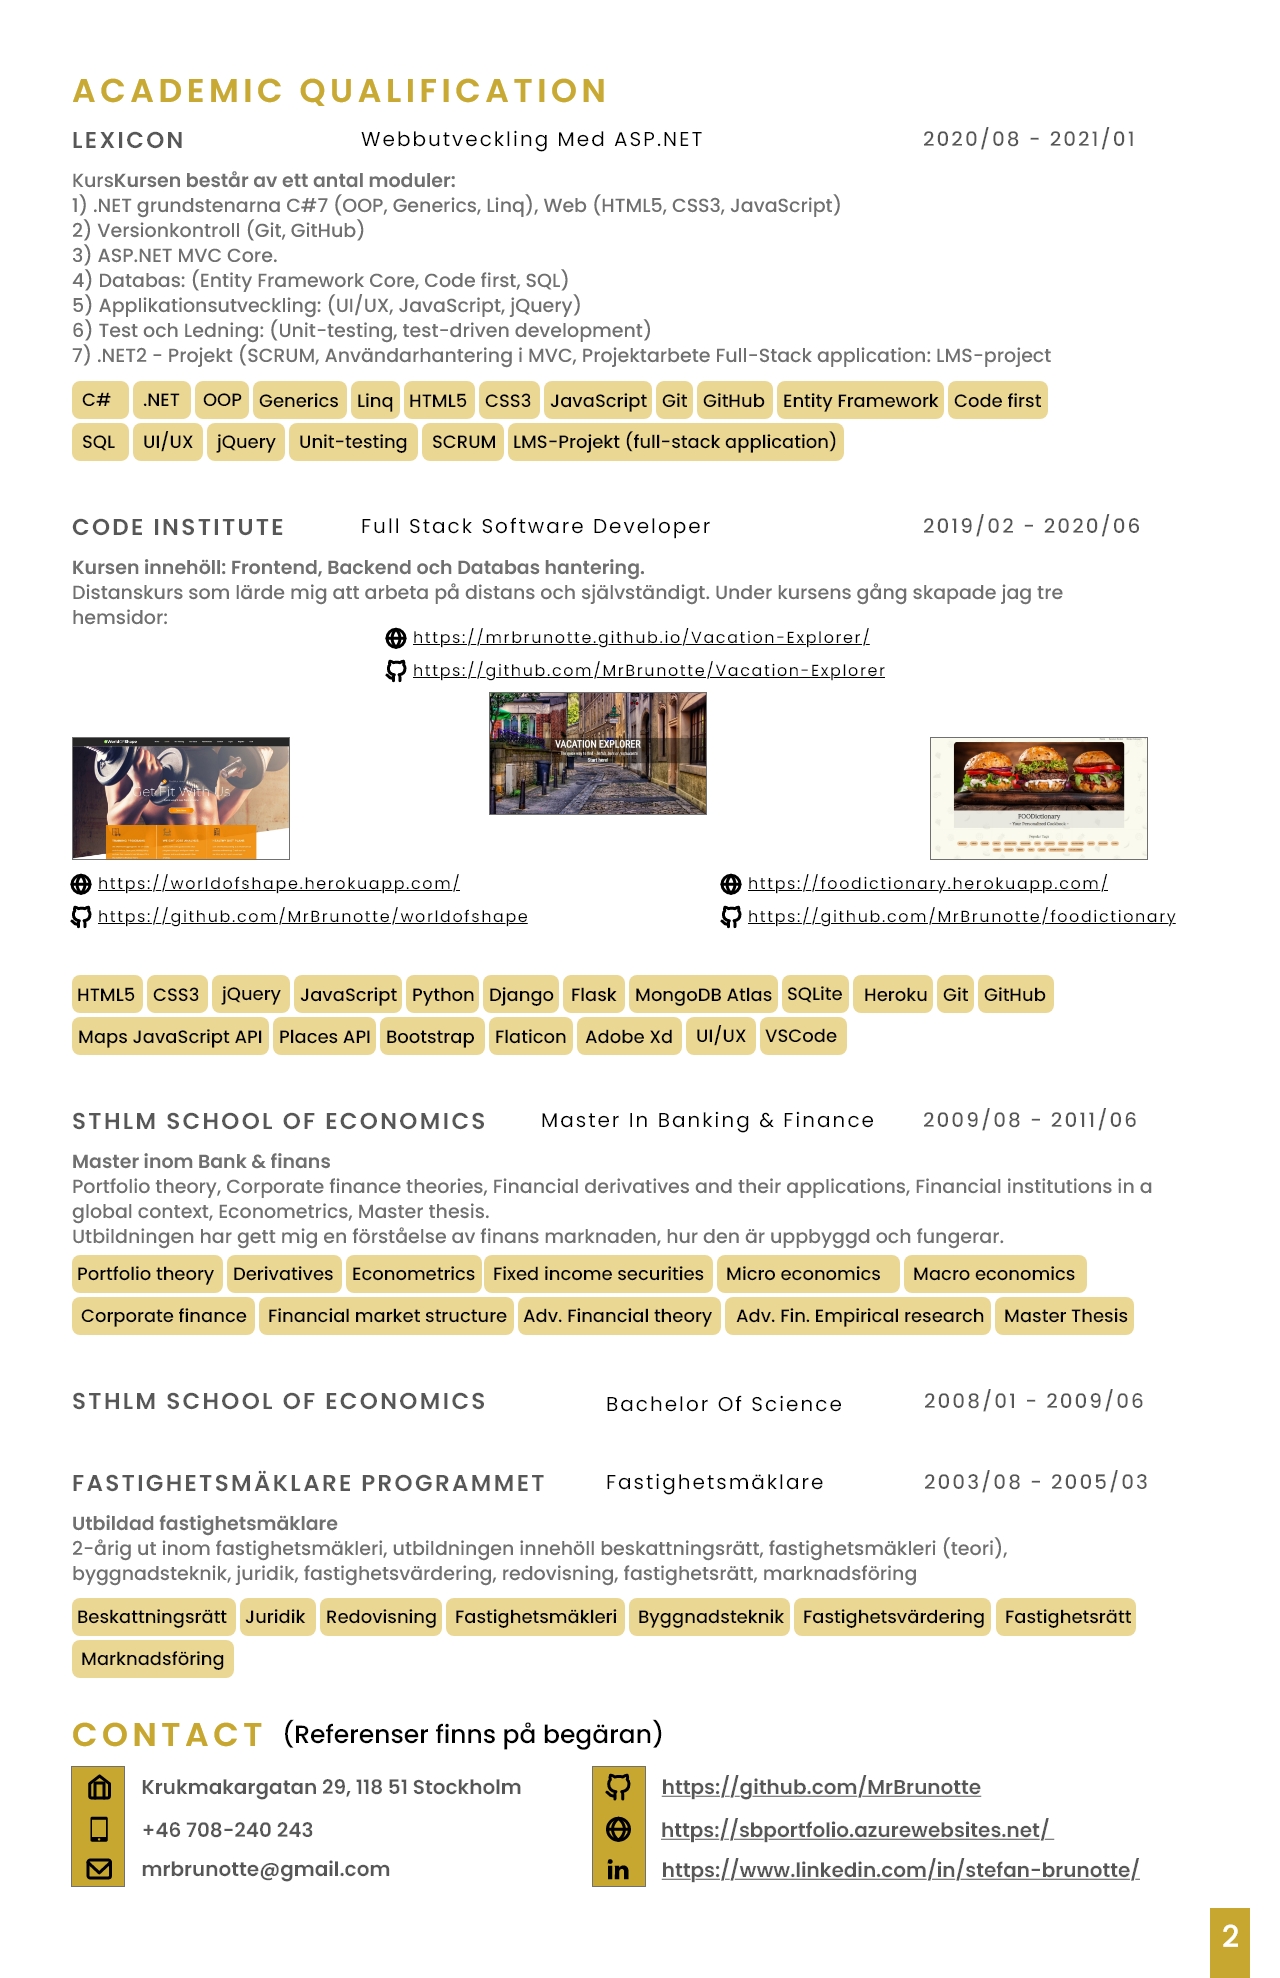 ACADEMIC QUALIFICATION
LEXICON Webbutveckling Med ASP.NET 2020/08 - 2021/01
KursKursen består av ett antal moduler:
1) .NET grundstenarna C#7 (OOP, Generics, Linq), Web (HTML5, CSS3, JavaScript)
2) Versionkontroll (Git, GitHub)
3) ASP.NET MVC Core.
4) Databas: (Entity Framework Core, Code first, SQL)
5) Applikationsutveckling: (UI/UX, JavaScript, jQuery)
6) Test och Ledning: (Unit-testing, test-driven development)
7) .NET2 - Projekt (SCRUM, Användarhantering i MVC, Projektarbete Full-Stack application: LMS-project
C# .NET OOP Generics Linq HTML5 CSS3 JavaScript Git GitHub Entity Framework Code first
SQL UI/UX jQuery Unit-testing SCRUM LMS-Projekt (full-stack application)
CODE INSTITUTE Full Stack Software Developer 2019/02 - 2020/06
Kursen innehöll: Frontend, Backend och Databas hantering.
Distanskurs som lärde mig att arbeta på distans och självständigt. Under kursens gång skapade jag tre
hemsidor:
https://mrbrunotte.github.io/Vacation-Explorer/
https://github.com/MrBrunotte/Vacation-Explorer
VACATION EXPLORER
Start here!
WorldOfShape
Get Fit With Us
FOODictionary
- Your Personalized Cookbook -
https://worldofshape.herokuapp.com/ https://foodictionary.herokuapp.com/
https://github.com/MrBrunotte/worldofshape https://github.com/MrBrunotte/foodictionary
HTML5 CSS3 jQuery JavaScript Python Django Flask MongoDB Atlas SQLite Heroku Git GitHub
Maps JavaScript API Places API Bootstrap Flaticon Adobe Xd UI/UX VSCode
STHLM SCHOOL OF ECONOMICS Master In Banking & Finance 2009/08 - 2011/06
Master inom Bank & finans
Portfolio theory, Corporate finance theories, Financial derivatives and their applications, Financial institutions in a
global context, Econometrics, Master thesis.
Utbildningen har gett mig en förståelse av finans marknaden, hur den är uppbyggd och fungerar.
Portfolio theory Derivatives Econometrics Fixed income securities Micro economics Macro economics
Corporate finance Financial market structure Adv. Financial theory Adv. Fin. Empirical research Master Thesis
STHLM SCHOOL OF ECONOMICS Bachelor Of Science 2008/01 - 2009/06
FASTIGHETSMÄKLARE PROGRAMMET Fastighetsmäklare 2003/08 - 2005/03
Utbildad fastighetsmäklare
2-årig ut inom fastighetsmäkleri, utbildningen innehöll beskattningsrätt, fastighetsmäkleri (teori),
byggnadsteknik, juridik, fastighetsvärdering, redovisning, fastighetsrätt, marknadsföring
Beskattningsrätt Juridik Redovisning Fastighetsmäkleri Byggnadsteknik Fastighetsvärdering Fastighetsrätt
Marknadsföring
CONTACT (Referenser finns på begäran)
Krukmakargatan 29, 118 51 Stockholm https://github.com/MrBrunotte
+46 708-240 243 https://sbportfolio.azurewebsites.net/
mrbrunotte@gmail.com https://www.linkedin.com/in/stefan-brunotte/
2